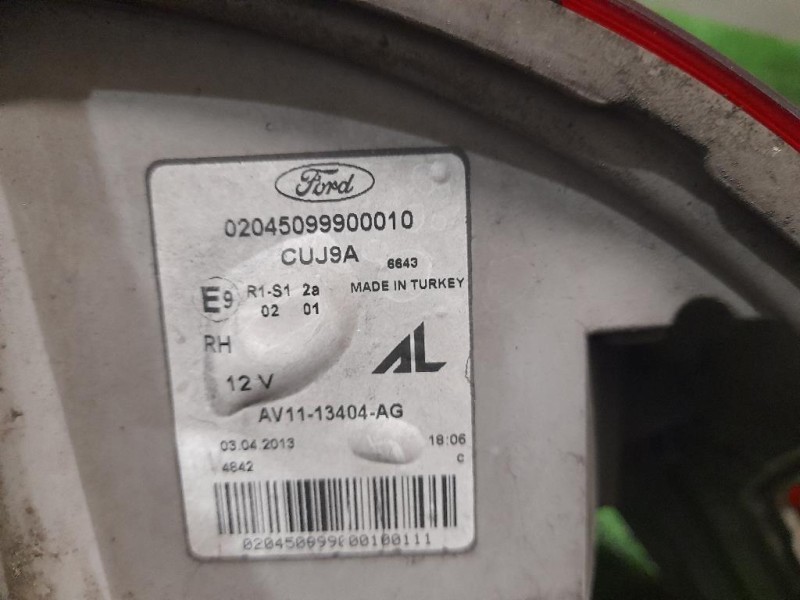 Ford
02045099900010
CUJ9A 6643
E9 R1-S1 2a MADE IN TURKEY
02 01
RH AL
12 V
AV11-13404-AG
03.04.2013 18:06
4842 C